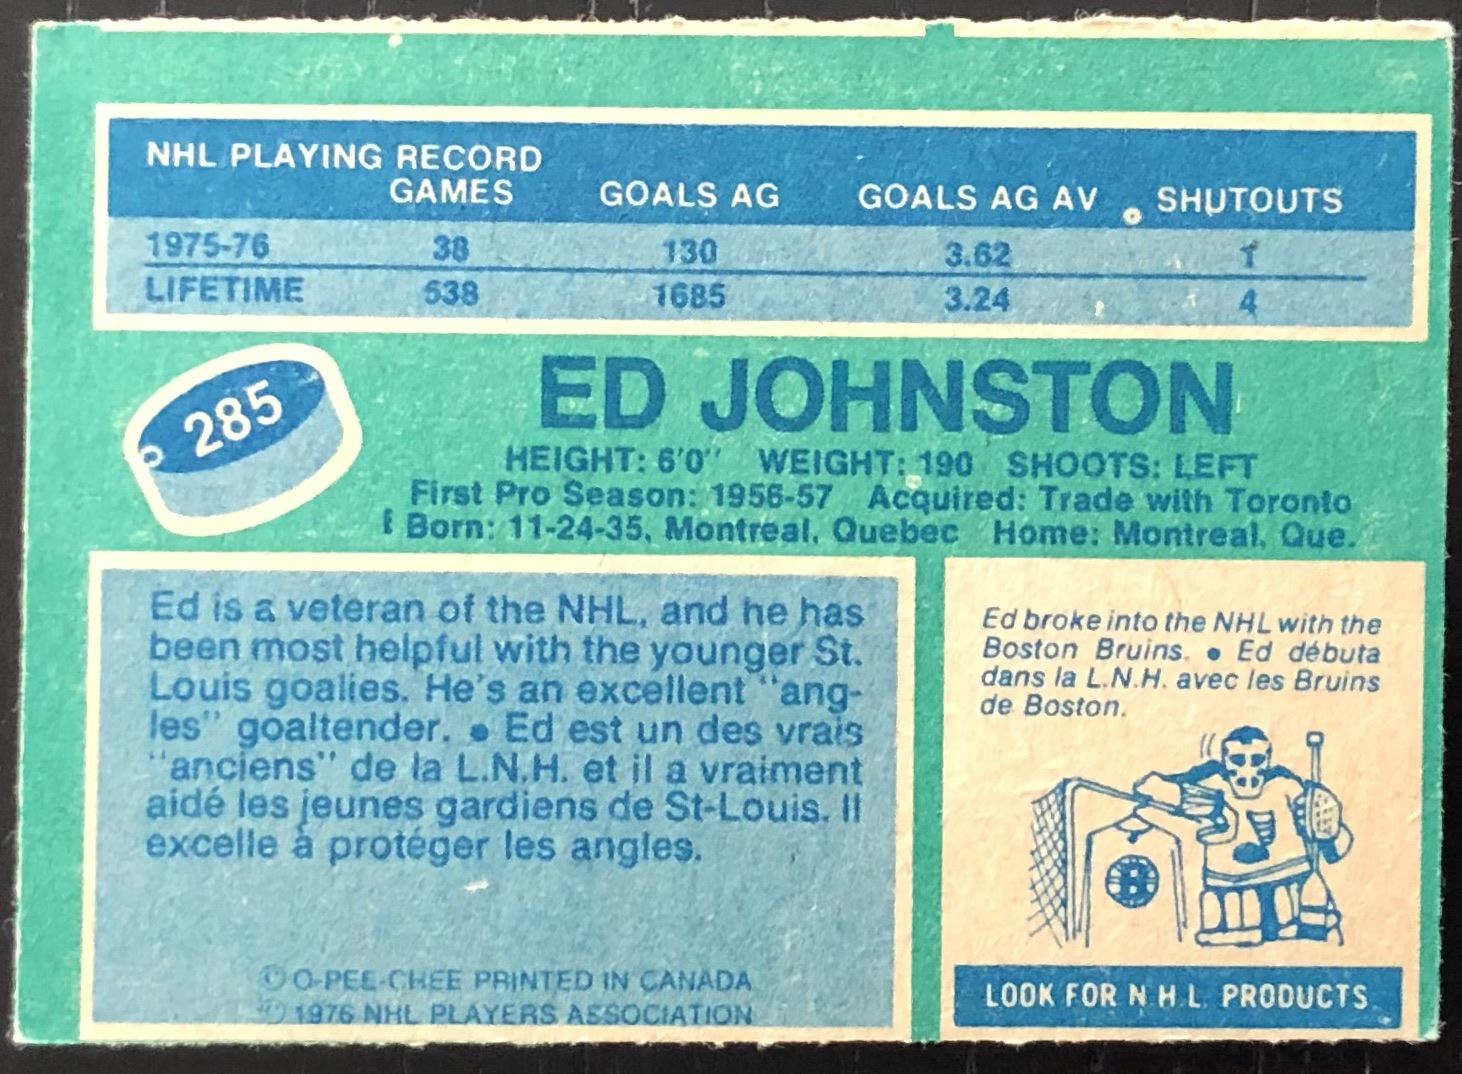 NHL PLAYING RECORD
GAMES GOALS AG GOALS AG AV SHUTOUTS
1975-76 38 130 3.62 1
LIFETIME 538 1685 3.24 4
285
ED JOHNSTON
HEIGHT: 6'0" WEIGHT: 190 SHOOTS: LEFT
First Pro Season: 1956-57 Acquired: Trade with Toronto
Born: 11-24-35, Montreal, Quebec Home: Montreal, Que.
Ed is a veteran of the NHL, and he has
been most helpful with the younger St.
Louis goalies. He's an excellent "ang-
les" goaltender. • Ed est un des vrais
"anciens" de la L.N.H. et il a vraiment
aidé les jeunes gardiens de St-Louis. Il
excelle à protéger les angles.
© O-PEE-CHEE PRINTED IN CANADA
© 1976 NHL PLAYERS ASSOCIATION
Ed broke into the NHL with the
Boston Bruins. • Ed débuta
dans la L.N.H. avec les Bruins
de Boston.
B
LOOK FOR N.H.L. PRODUCTS